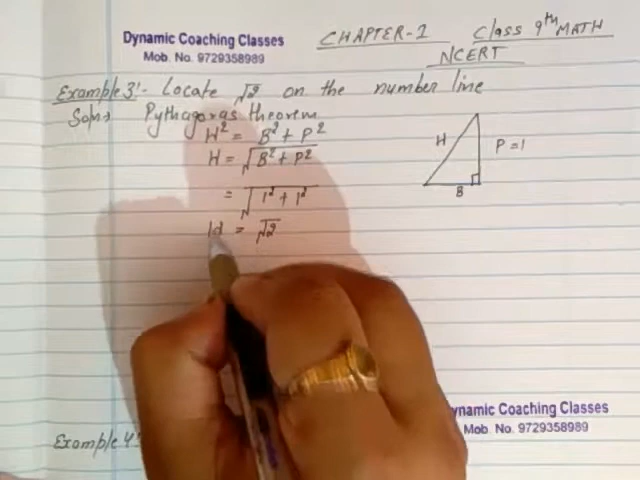 Dynamic Coaching Classes
Mob. No. 9729358989
CHAPTER-1 Class 9th MATH
NCERT
Example 3:- Locate √2 on the number line
Soln→ Pythagoras theorem
H² = B² + P²
H = √B² + P²
= √1² + 1²
= √2
H
P = 1
B
ynamic Coaching Classes
Mob. No. 9729358989
Example 4: